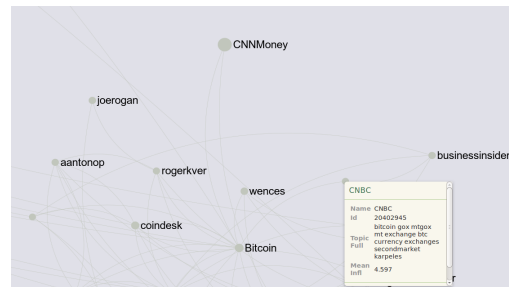 CNNMoney
joerogan
businessinsider
aantonop
rogerkver
CNBC
wences
Name CNBC
Id 20402945
coindesk
Topic Full bitcoin gox mtgox
mt exchange btc
currency exchanges
secondmarket
karpeles
Bitcoin
Mean Infl 4.597
r